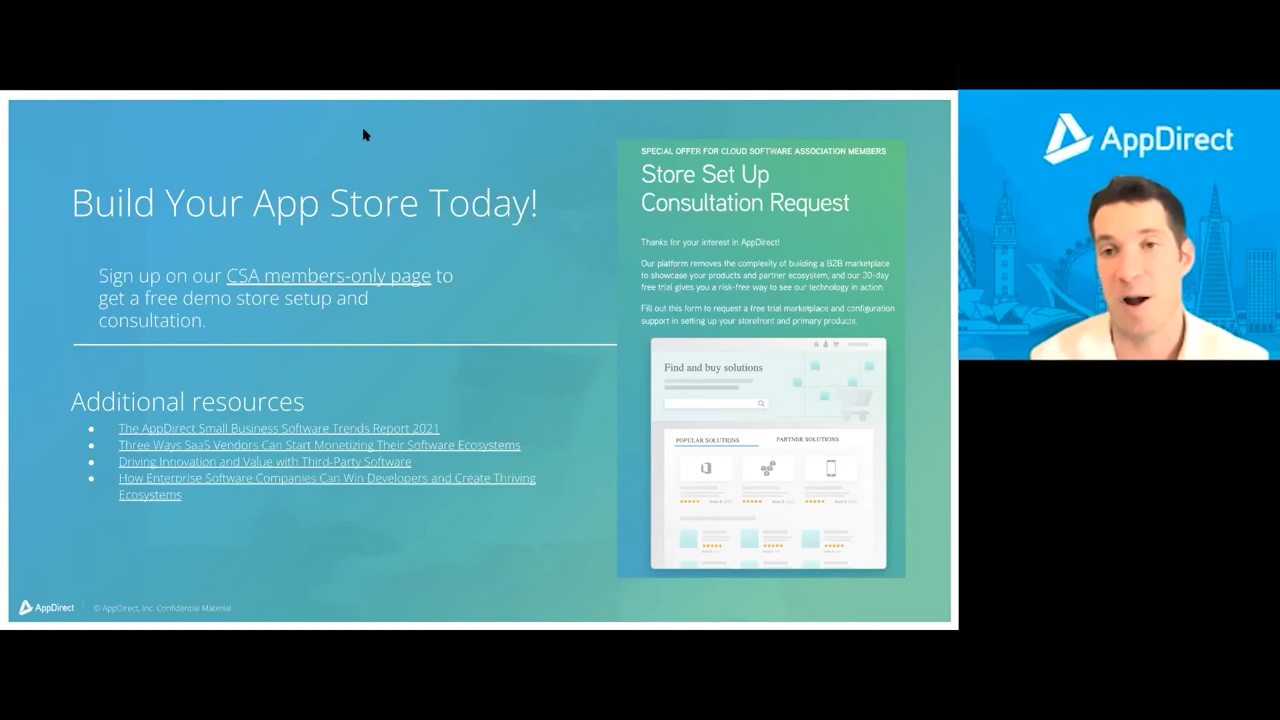 Build Your App Store Today!
Sign up on our CSA members-only page to
get a free demo store setup and
consultation.
Additional resources
The AppDirect Small Business Software Trends Report 2021
Three Ways SaaS Vendors Can Start Monetizing Their Software Ecosystems
Driving Innovation and Value with Third-Party Software
How Enterprise Software Companies Can Win Developers and Create Thriving
Ecosystems
AppDirect
© AppDirect, Inc. Confidential Material
SPECIAL OFFER FOR CLOUD SOFTWARE ASSOCIATION MEMBERS
Store Set Up
Consultation Request
Thanks for your interest in AppDirect!
Our platform removes the complexity of building a B2B marketplace
to showcase your products and partner ecosystem, and our 30-day
free trial gives you a risk-free way to see our technology in action.
Fill out this form to request a free trial marketplace and configuration
support in setting up your storefront and primary products.
Find and buy solutions
POPULAR SOLUTIONS PARTNER SOLUTIONS
AppDirect